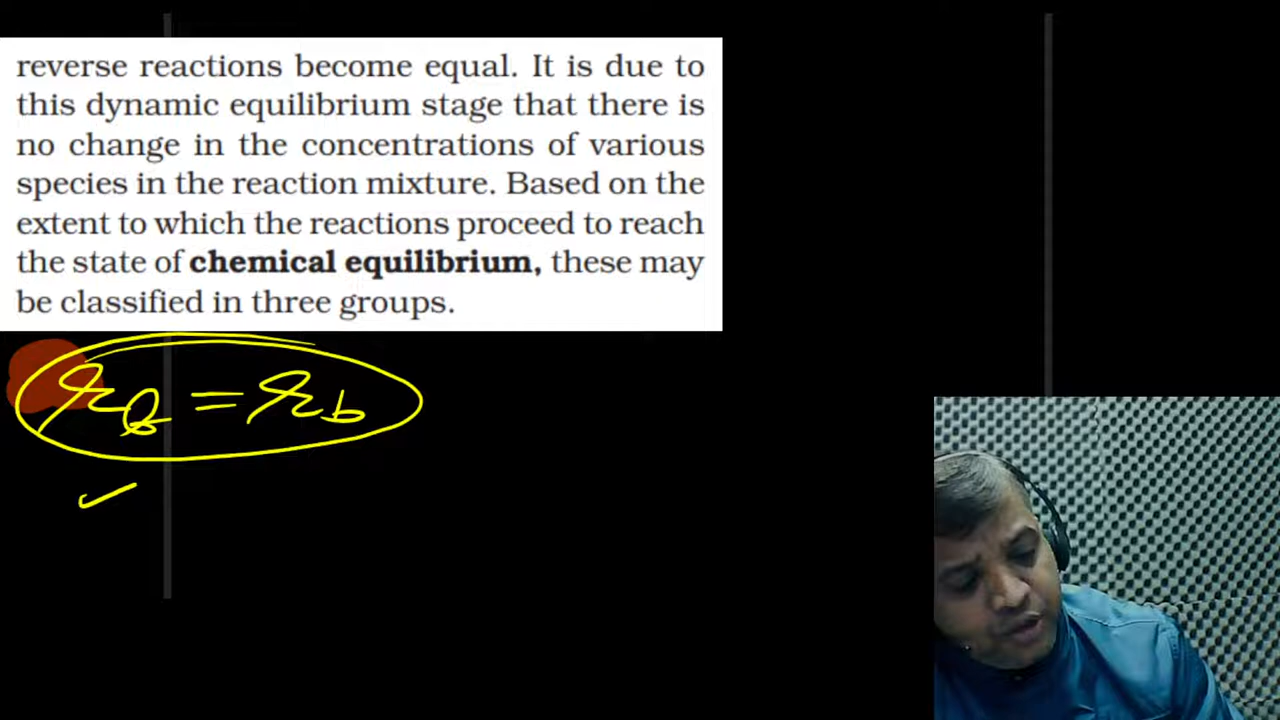 reverse reactions become equal. It is due to
this dynamic equilibrium stage that there is
no change in the concentrations of various
species in the reaction mixture. Based on the
extent to which the reactions proceed to reach
the state of chemical equilibrium, these may
be classified in three groups.
r_f = r_b